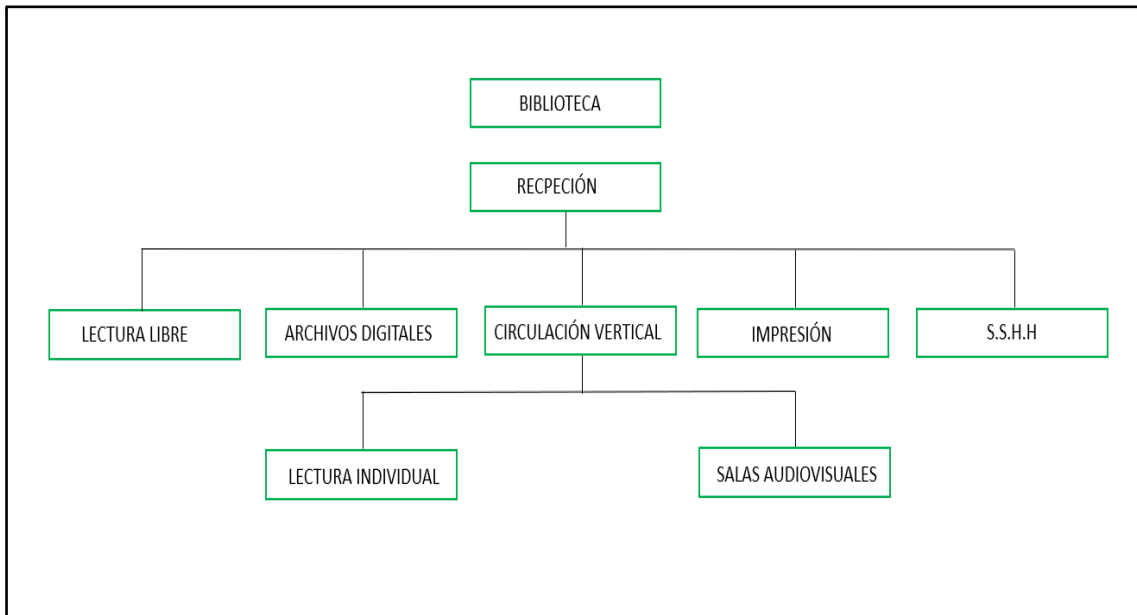 BIBLIOTECA
RECPECIÓN
LECTURA LIBRE
ARCHIVOS DIGITALES
CIRCULACIÓN VERTICAL
IMPRESIÓN
S.S.H.H
LECTURA INDIVIDUAL
SALAS AUDIOVISUALES